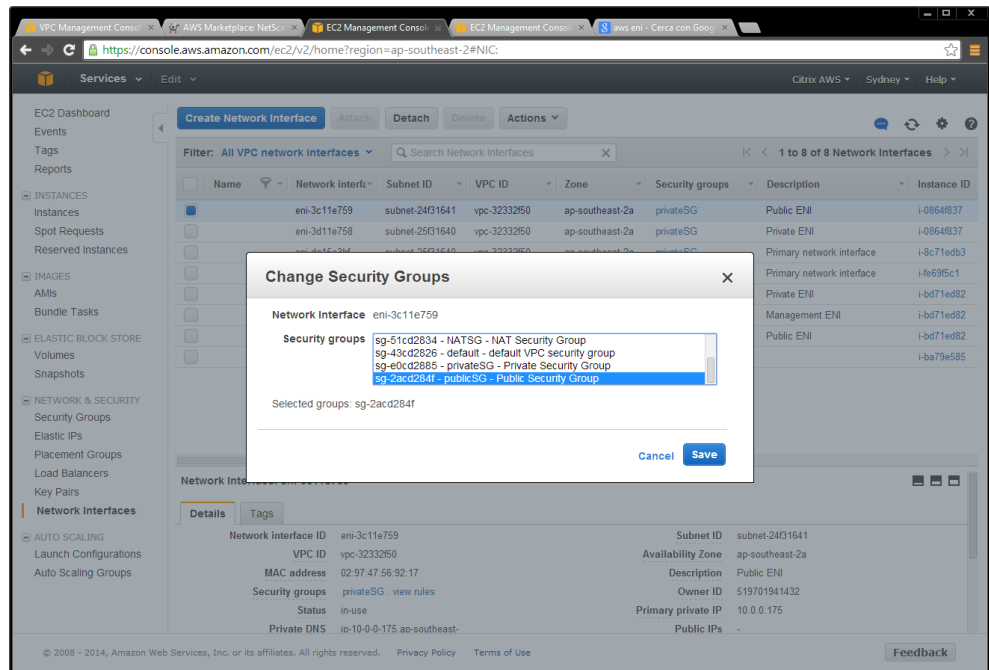 VPC Management Consol
AWS Marketplace: NetSca
EC2 Management Consol
EC2 Management Consol
aws eni - Cerca con Goog
https://console.aws.amazon.com/ec2/v2/home?region=ap-southeast-2#NIC:
Services Edit Citrix AWS Sydney Help
EC2 Dashboard
Events
Tags
Reports
INSTANCES
Instances
Spot Requests
Reserved Instances
IMAGES
AMIs
Bundle Tasks
ELASTIC BLOCK STORE
Volumes
Snapshots
NETWORK & SECURITY
Security Groups
Elastic IPs
Placement Groups
Load Balancers
Key Pairs
Network Interfaces
AUTO SCALING
Launch Configurations
Auto Scaling Groups
Create Network Interface Attach Detach Delete Actions
Filter: All VPC network interfaces Search Network Interfaces 1 to 8 of 8 Network Interfaces
Name Network interfa Subnet ID VPC ID Zone Security groups Description Instance ID
eni-3c11e759 subnet-24f31641 vpc-32332f50 ap-southeast-2a privateSG Public ENI i-0864f837
eni-3d11e758 subnet-25f31640 vpc-32332f50 ap-southeast-2a privateSG Private ENI i-0864f837
Primary network interface i-8c71edb3
Primary network interface i-fe69f5c1
Private ENI i-bd71ed82
Management ENI i-bd71ed82
Public ENI i-bd71ed82
i-ba79e585
Change Security Groups
Network Interface eni-3c11e759
Security groups
sg-51cd2834 - NATSG - NAT Security Group
sg-43cd2826 - default - default VPC security group
sg-e0cd2885 - privateSG - Private Security Group
sg-2acd284f - publicSG - Public Security Group
Selected groups: sg-2acd284f
Cancel Save
Network Inte
Details Tags
Network interface ID eni-3c11e759 Subnet ID subnet-24f31641
VPC ID vpc-32332f50 Availability Zone ap-southeast-2a
MAC address 02:97:47:56:92:17 Description Public ENI
Security groups privateSG. view rules Owner ID 519701941432
Status in-use Primary private IP 10.0.0.175
Private DNS ip-10-0-0-175.ap-southeast- Public IPs -
© 2008 - 2014, Amazon Web Services, Inc. or its affiliates. All rights reserved. Privacy Policy Terms of Use Feedback